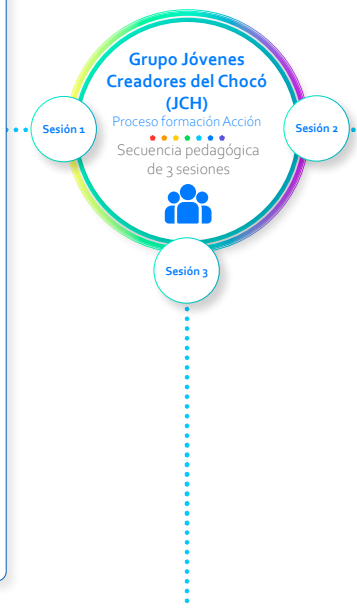 Grupo Jóvenes
Creadores del Chocó
(JCH)
Proceso formación Acción
Secuencia pedagógica
de 3 sesiones
Sesión 1
Sesión 2
Sesión 3